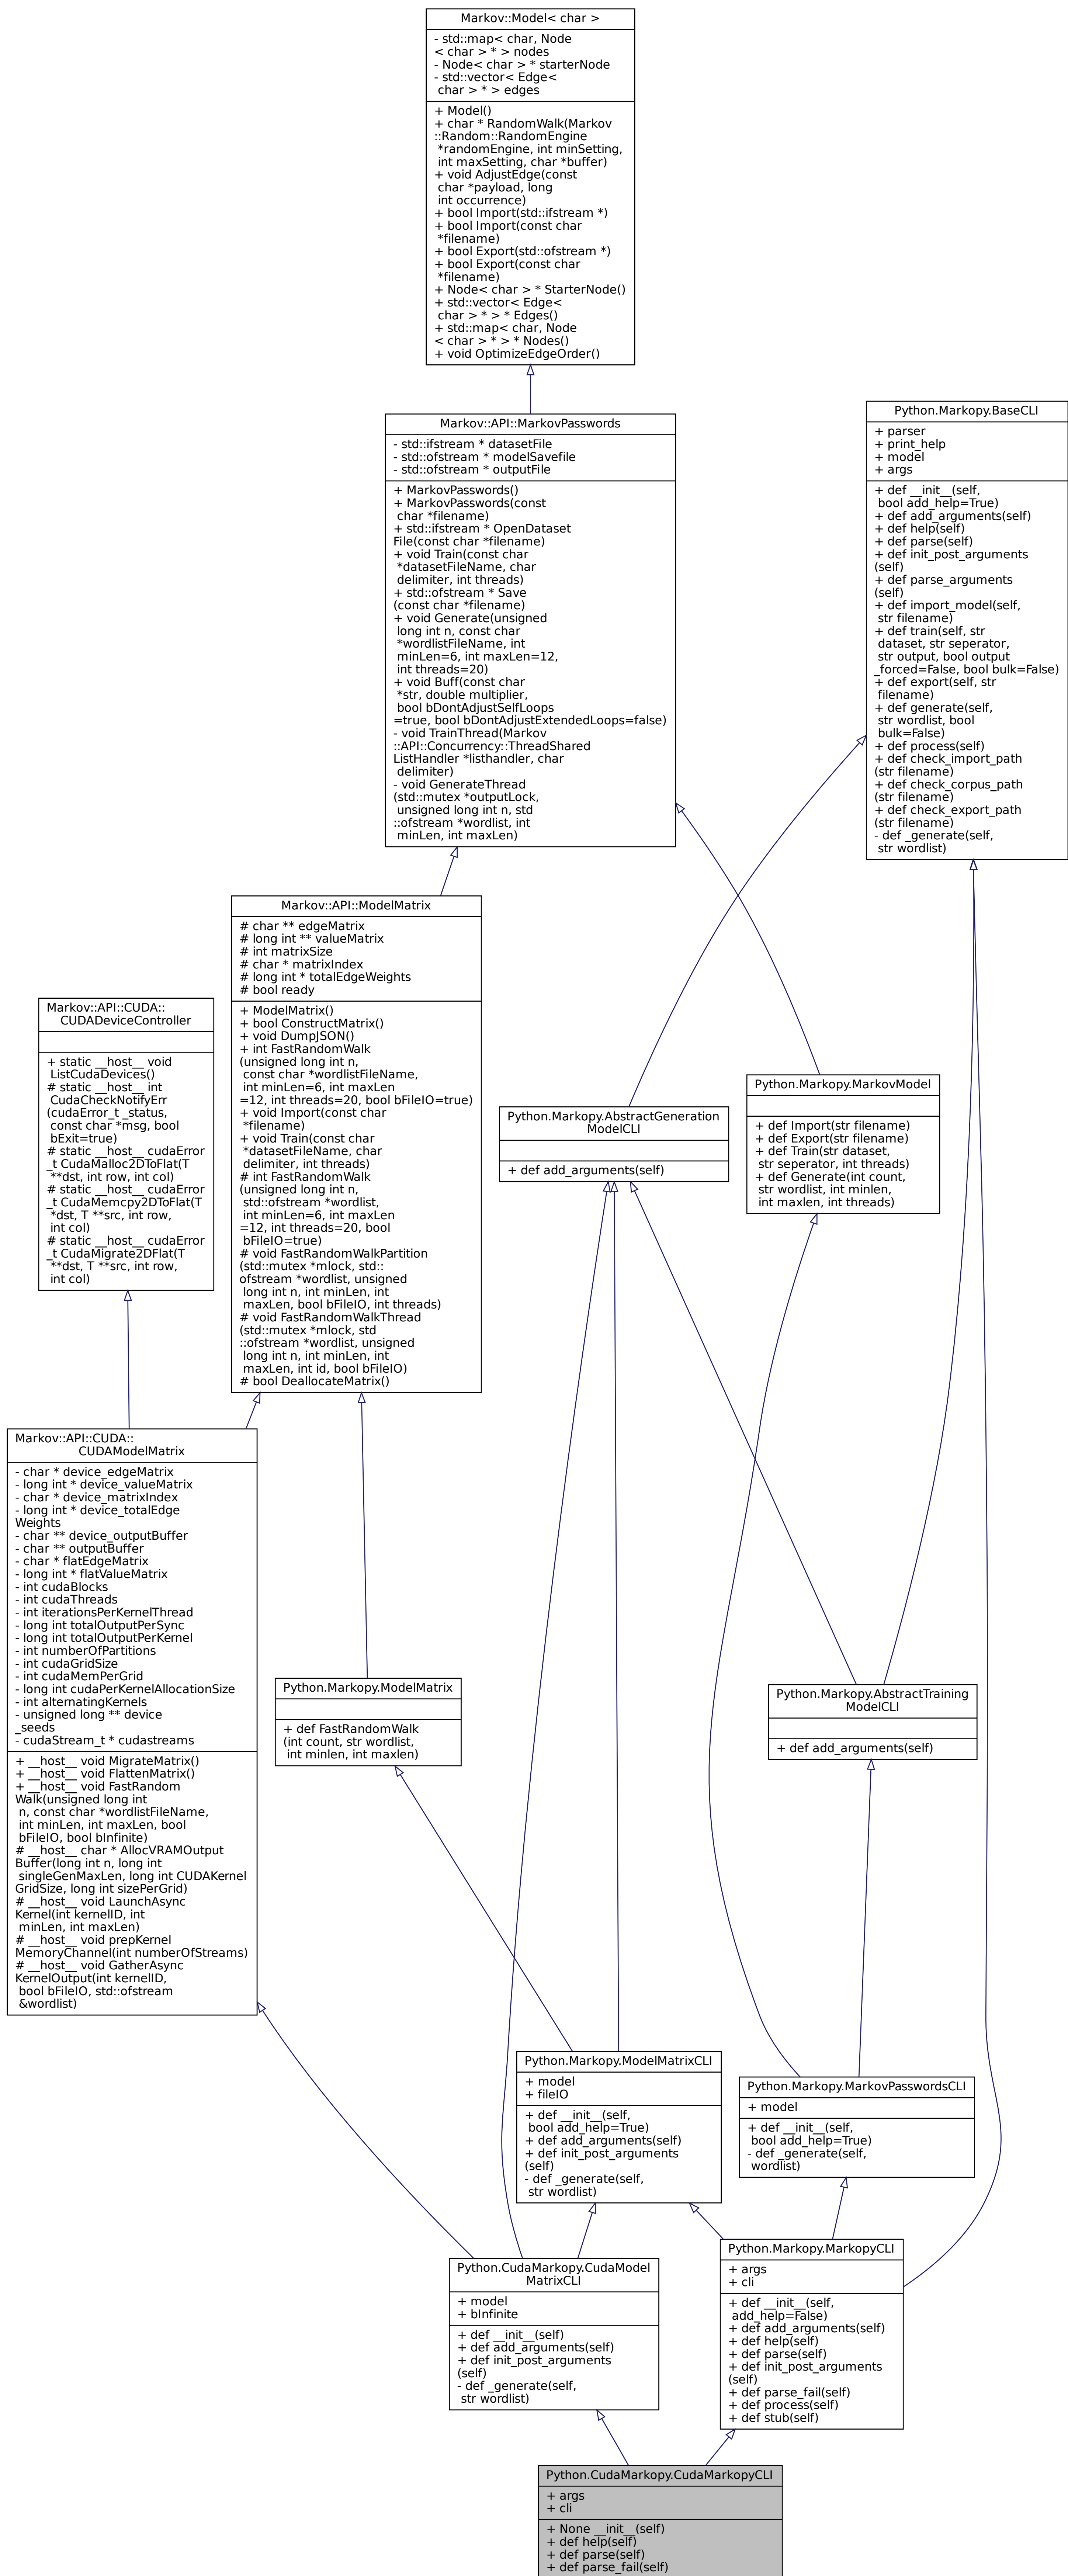 Markov::Model< char >
- std::map< char, Node
< char > * > nodes
- Node< char > * starterNode
- std::vector< Edge<
char > * > edges
+ Model()
+ char * RandomWalk(Markov
::Random::RandomEngine
*randomEngine, int minSetting,
int maxSetting, char *buffer)
+ void AdjustEdge(const
char *payload, long
int occurrence)
+ bool Import(std::ifstream *)
+ bool Import(const char
*filename)
+ bool Export(std::ofstream *)
+ bool Export(const char
*filename)
+ Node< char > * StarterNode()
+ std::vector< Edge<
char > * > * Edges()
+ std::map< char, Node
< char > * > * Nodes()
+ void OptimizeEdgeOrder()
Markov::API::MarkovPasswords
- std::ifstream * datasetFile
- std::ofstream * modelSavefile
- std::ofstream * outputFile
+ MarkovPasswords()
+ MarkovPasswords(const
char *filename)
+ std::ifstream * OpenDataset
File(const char *filename)
+ void Train(const char
*datasetFileName, char
delimiter, int threads)
+ std::ofstream * Save
(const char *filename)
+ void Generate(unsigned
long int n, const char
*wordlistFileName, int
minLen=6, int maxLen=12,
int threads=20)
+ void Buff(const char
*str, double multiplier,
bool bDontAdjustSelfLoops
=true, bool bDontAdjustExtendedLoops=false)
- void TrainThread(Markov
::API::Concurrency::ThreadShared
ListHandler *listhandler, char
delimiter)
- void GenerateThread
(std::mutex *outputLock,
unsigned long int n, std
::ofstream *wordlist, int
minLen, int maxLen)
Python.Markopy.BaseCLI
+ parser
+ print_help
+ model
+ args
+ def __init__(self,
bool add_help=True)
+ def add_arguments(self)
+ def help(self)
+ def parse(self)
+ def init_post_arguments
(self)
+ def parse_arguments
(self)
+ def import_model(self,
str filename)
+ def train(self, str
dataset, str seperator,
str output, bool output
_forced=False, bool bulk=False)
+ def export(self, str
filename)
+ def generate(self,
str wordlist, bool
bulk=False)
+ def process(self)
+ def check_import_path
(str filename)
+ def check_corpus_path
(str filename)
+ def check_export_path
(str filename)
- def _generate(self,
str wordlist)
Markov::API::ModelMatrix
# char ** edgeMatrix
# long int ** valueMatrix
# int matrixSize
# char * matrixIndex
# long int * totalEdgeWeights
# bool ready
+ ModelMatrix()
+ bool ConstructMatrix()
+ void DumpJSON()
+ int FastRandomWalk
(unsigned long int n,
const char *wordlistFileName,
int minLen=6, int maxLen
=12, int threads=20, bool bFileIO=true)
+ void Import(const char
*filename)
+ void Train(const char
*datasetFileName, char
delimiter, int threads)
# int FastRandomWalk
(unsigned long int n,
std::ofstream *wordlist,
int minLen=6, int maxLen
=12, int threads=20, bool
bFileIO=true)
# void FastRandomWalkPartition
(std::mutex *mlock, std::
ofstream *wordlist, unsigned
long int n, int minLen, int
maxLen, bool bFileIO, int threads)
# void FastRandomWalkThread
(std::mutex *mlock, std
::ofstream *wordlist, unsigned
long int n, int minLen, int
maxLen, int id, bool bFileIO)
# bool DeallocateMatrix()
Markov::API::CUDA::
CUDADeviceController
+ static __host__ void
ListCudaDevices()
# static __host__ int
CudaCheckNotifyErr
(cudaError_t _status,
const char *msg, bool
bExit=true)
# static __host__ cudaError
_t CudaMalloc2DToFlat(T
**dst, int row, int col)
# static __host__ cudaError
_t CudaMemcpy2DToFlat(T
*dst, T **src, int row,
int col)
# static __host__ cudaError
_t CudaMigrate2DFlat(T
**dst, T **src, int row,
int col)
Python.Markopy.AbstractGeneration
ModelCLI
+ def add_arguments(self)
Python.Markopy.MarkovModel
+ def Import(str filename)
+ def Export(str filename)
+ def Train(str dataset,
str seperator, int threads)
+ def Generate(int count,
str wordlist, int minlen,
int maxlen, int threads)
Markov::API::CUDA::
CUDAModelMatrix
- char * device_edgeMatrix
- long int * device_valueMatrix
- char * device_matrixIndex
- long int * device_totalEdge
Weights
- char ** device_outputBuffer
- char ** outputBuffer
- char * flatEdgeMatrix
- long int * flatValueMatrix
- int cudaBlocks
- int cudaThreads
- int iterationsPerKernelThread
- long int totalOutputPerSync
- long int totalOutputPerKernel
- int numberOfPartitions
- int cudaGridSize
- int cudaMemPerGrid
- long int cudaPerKernelAllocationSize
- int alternatingKernels
- unsigned long ** device
_seeds
- cudaStream_t * cudastreams
+ __host__ void MigrateMatrix()
+ __host__ void FlattenMatrix()
+ __host__ void FastRandom
Walk(unsigned long int
n, const char *wordlistFileName,
int minLen, int maxLen, bool
bFileIO, bool bInfinite)
# __host__ char * AllocVRAMOutput
Buffer(long int n, long int
singleGenMaxLen, long int CUDAKernel
GridSize, long int sizePerGrid)
# __host__ void LaunchAsync
Kernel(int kernelID, int
minLen, int maxLen)
# __host__ void prepKernel
MemoryChannel(int numberOfStreams)
# __host__ void GatherAsync
KernelOutput(int kernelID,
bool bFileIO, std::ofstream
&wordlist)
Python.Markopy.ModelMatrix
+ def FastRandomWalk
(int count, str wordlist,
int minlen, int maxlen)
Python.Markopy.AbstractTraining
ModelCLI
+ def add_arguments(self)
Python.Markopy.ModelMatrixCLI
+ model
+ fileIO
+ def __init__(self,
bool add_help=True)
+ def add_arguments(self)
+ def init_post_arguments
(self)
- def _generate(self,
str wordlist)
Python.Markopy.MarkovPasswordsCLI
+ model
+ def __init__(self,
bool add_help=True)
- def _generate(self,
wordlist)
Python.CudaMarkopy.CudaModel
MatrixCLI
+ model
+ bInfinite
+ def __init__(self)
+ def add_arguments(self)
+ def init_post_arguments
(self)
- def _generate(self,
str wordlist)
Python.Markopy.MarkopyCLI
+ args
+ cli
+ def __init__(self,
add_help=False)
+ def add_arguments(self)
+ def help(self)
+ def parse(self)
+ def init_post_arguments
(self)
+ def parse_fail(self)
+ def process(self)
+ def stub(self)
Python.CudaMarkopy.CudaMarkopyCLI
+ args
+ cli
+ None __init__(self)
+ def help(self)
+ def parse(self)
+ def parse_fail(self)